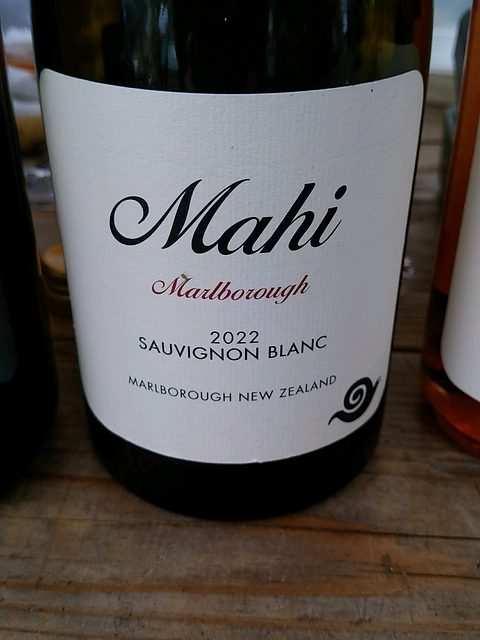 Mahi
Marlborough
2022
SAUVIGNON BLANC
MARLBOROUGH NEW ZEALAND